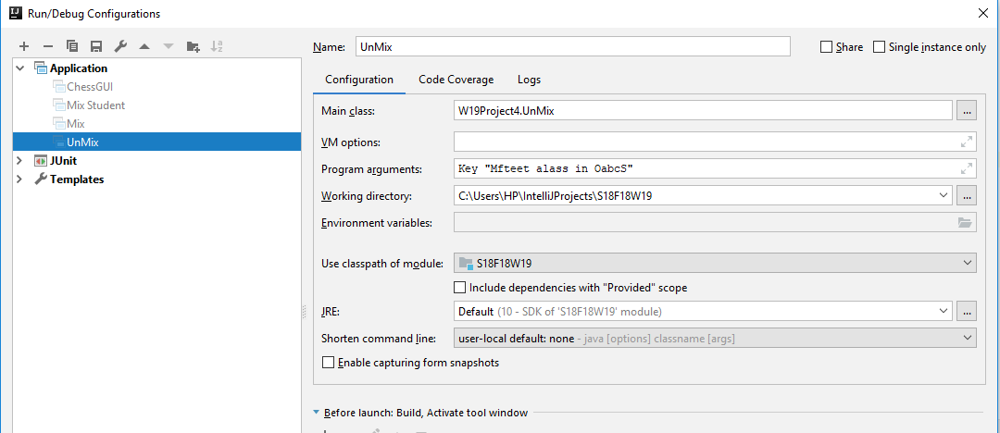 Run/Debug Configurations
Name: UnMix Share Single instance only
Application
ChessGUI
Mix Student
Mix
UnMix
JUnit
Templates
Configuration Code Coverage Logs
Main class: W19Project4.UnMix ...
VM options:
Program arguments: Key "Mfteet alass in OabcS"
Working directory: C:\Users\HP\IntelliJProjects\S18F18W19 ...
Environment variables:
Use classpath of module: S18F18W19
Include dependencies with "Provided" scope
JRE: Default (10 - SDK of 'S18F18W19' module) ...
Shorten command line: user-local default: none - java [options] classname [args]
Enable capturing form snapshots
Before launch: Build, Activate tool window